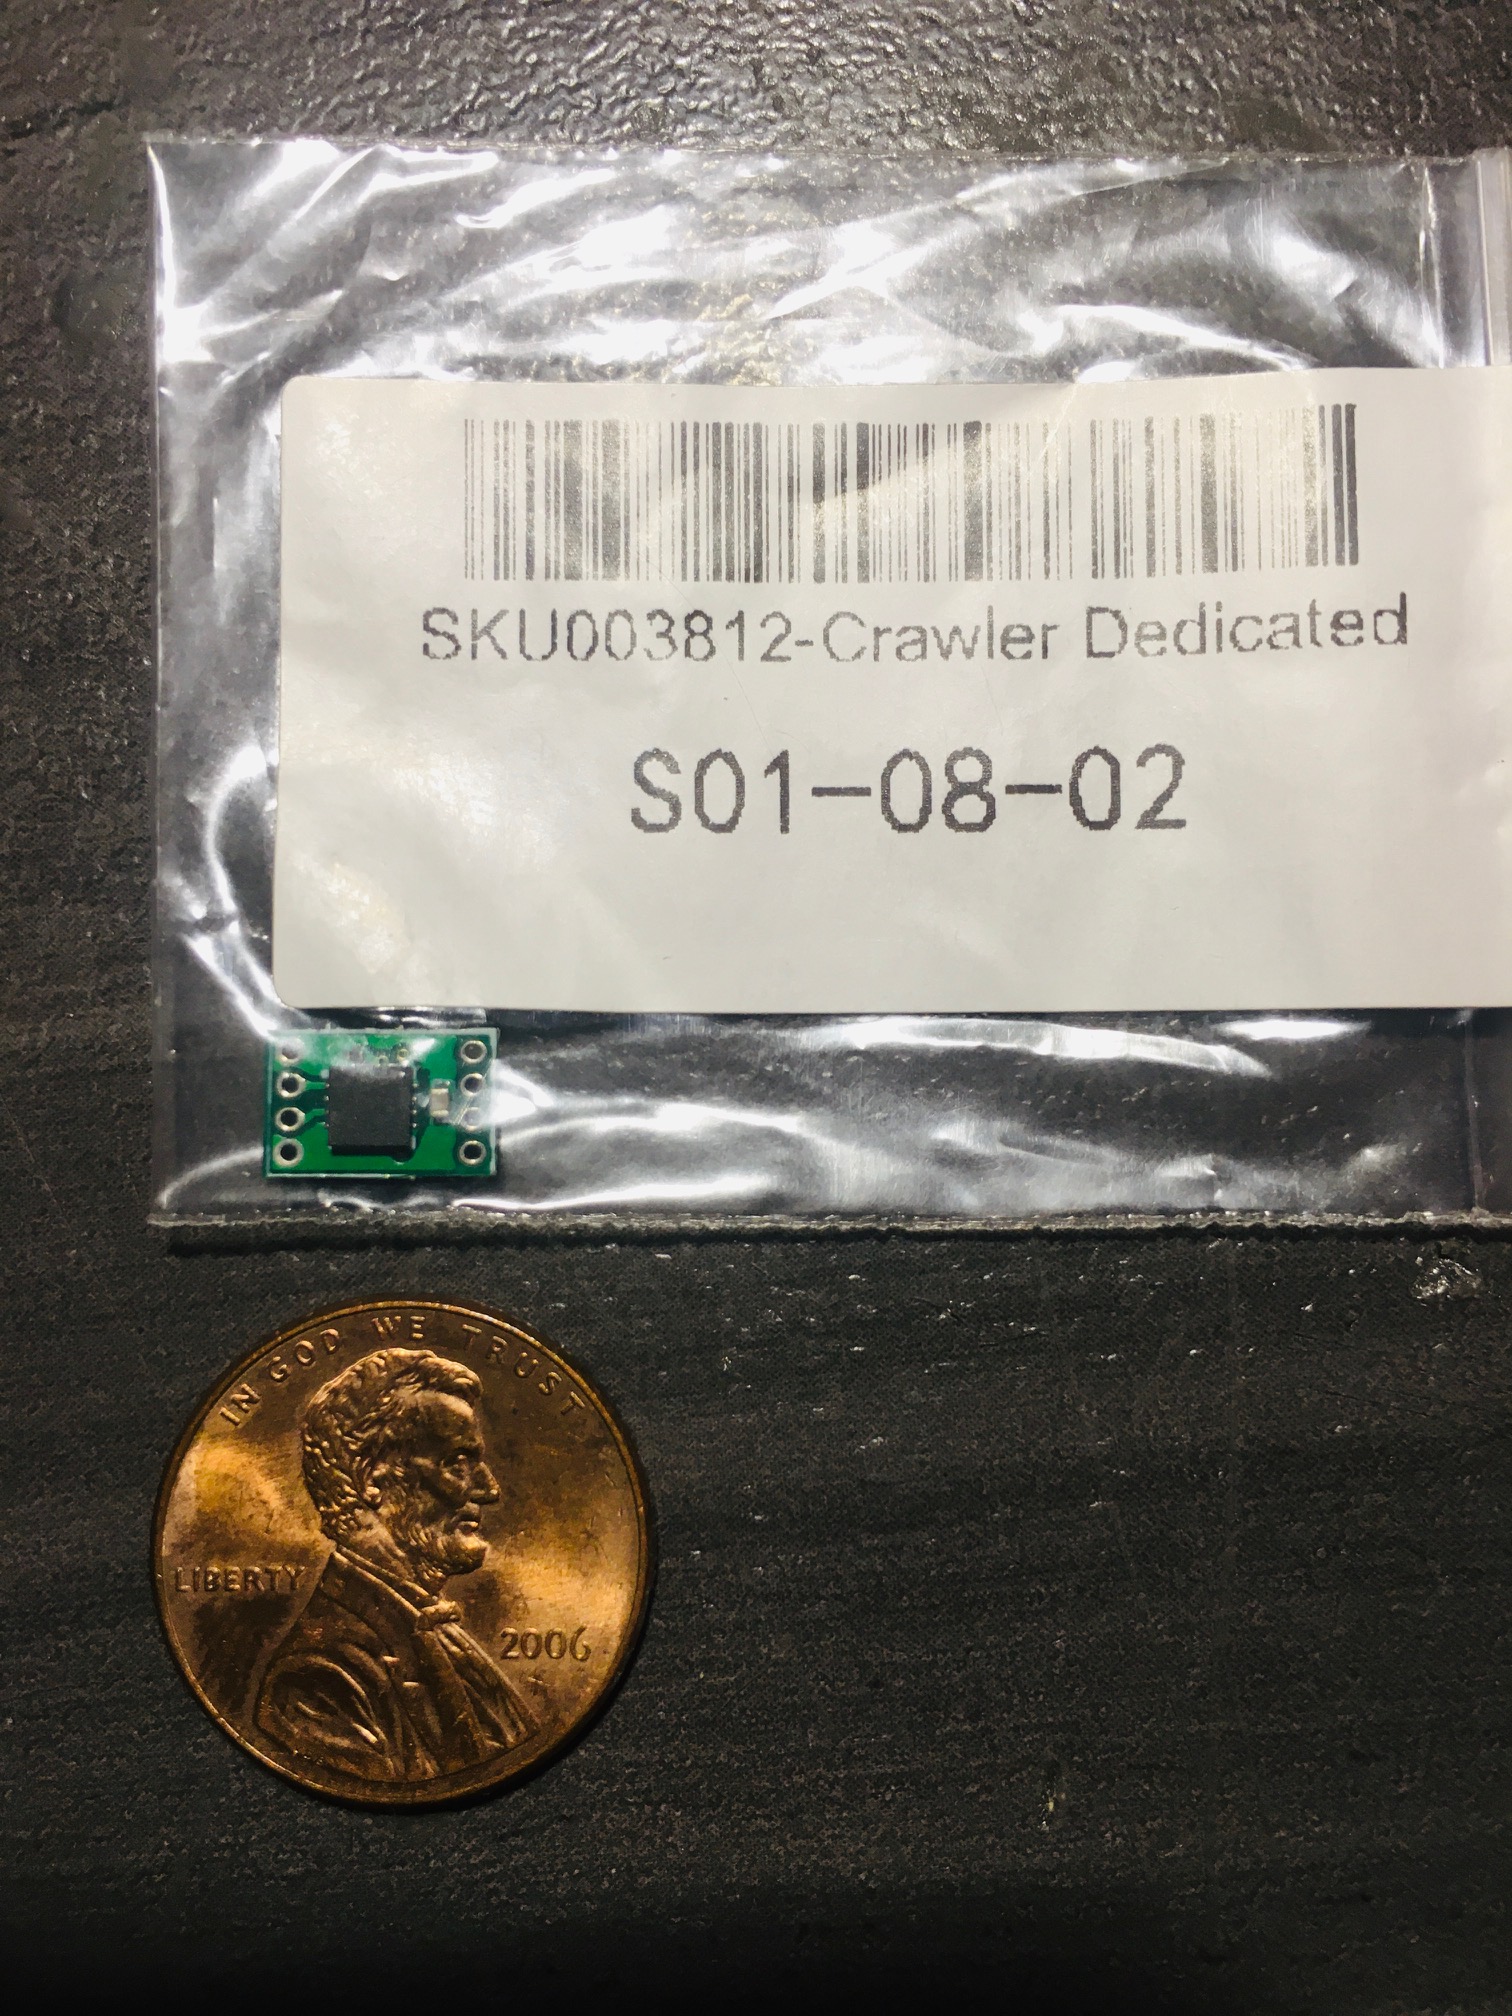 SKU003812-Crawler Dedicated
S01-08-02
IN GOD WE TRUST
LIBERTY
2006